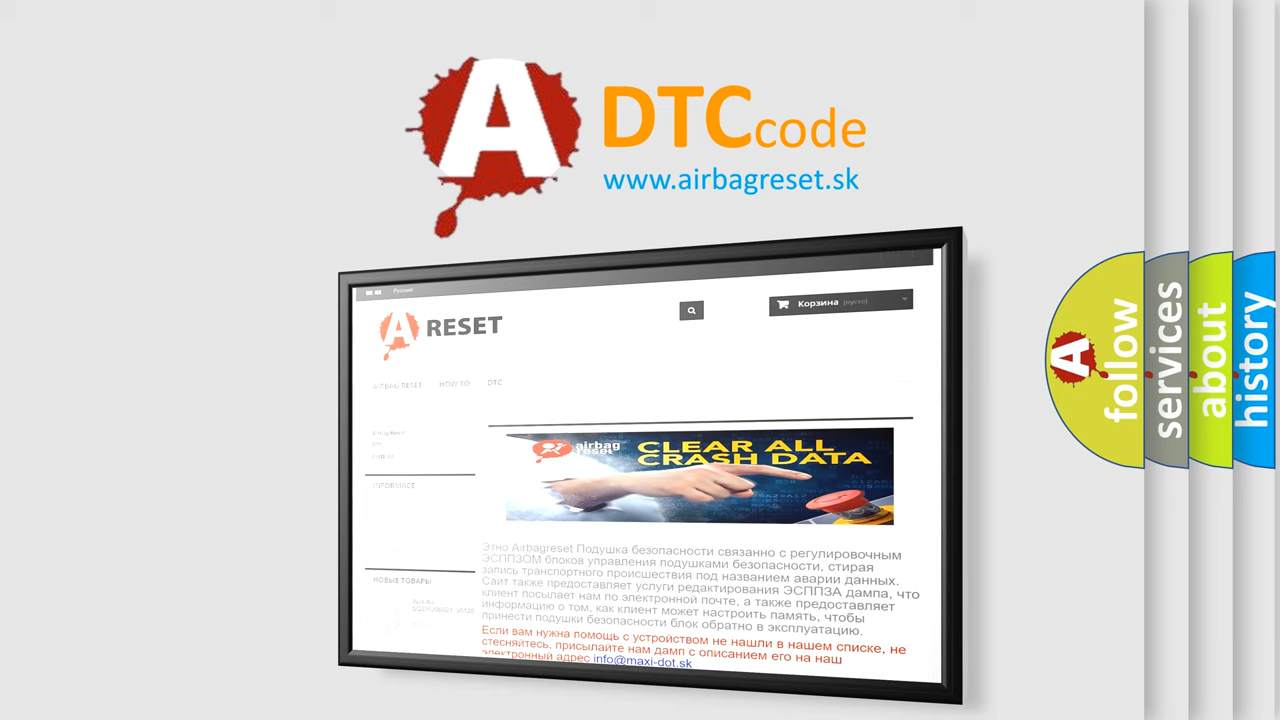 A
DTCcode
www.airbagreset.sk
Русский
A RESET
Корзина (пусто)
AIRBAG RESET HOW TO DTC
airbag
reset
CLEAR ALL
CRASH DATA
INFORMACE
Этно Airbagreset Подушка безопасности связанно с регулировочным
ЭСППЗОМ блоков управления подушками безопасности, стирая
запись транспортного происшествия под названием аварии данных.
Сайт также предоставляет услуги редактирования ЭСППЗА дампа, что
клиент посылает нам по электронной почте, а также предоставляет
информацию о том, как клиент может настроить память, чтобы
принести подушки безопасности блок обратно в эксплуатацию.
Если вам нужна помощь с устройством не нашли в нашем списке, не
стесняйтесь, присылайте нам дамп с описанием его на наш
электронный адрес info@maxi-dot.sk
НОВЫЕ ТОВАРЫ
A
follow
services
about
history